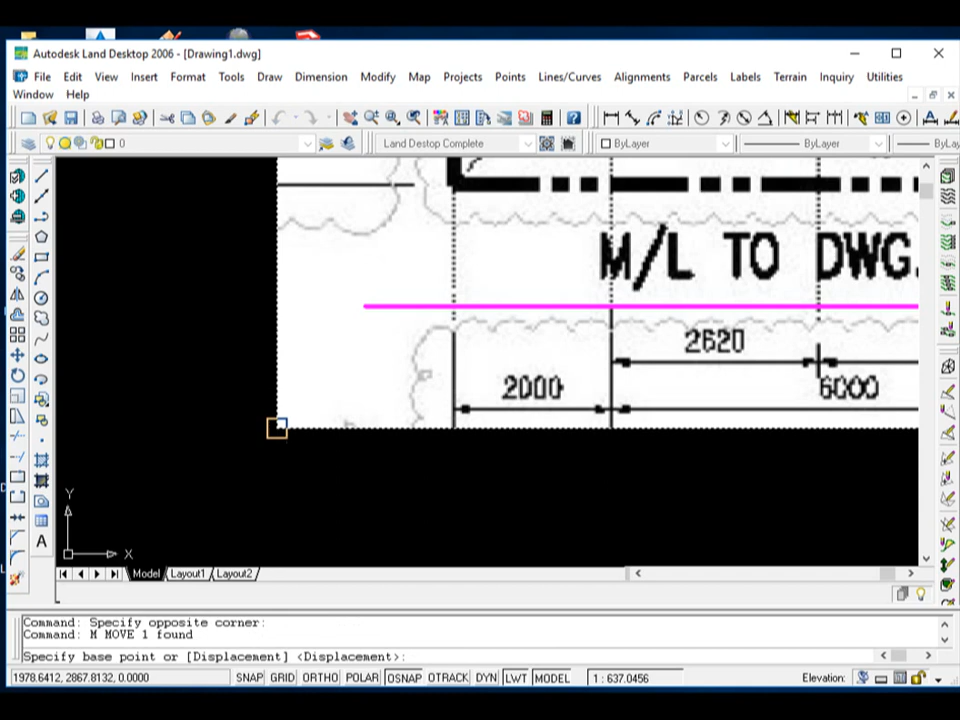 Autodesk Land Desktop 2006 - [Drawing1.dwg]
File Edit View Insert Format Tools Draw Dimension Modify Map Projects Points Lines/Curves Alignments Parcels Labels Terrain Inquiry Utilities
Window Help
0 Land Destop Complete ByLayer ByLayer ByLay
M/L TO DWG.
2620
2000 6000
Y
X
A
Model Layout1 Layout2
Command: Specify opposite corner:
Command: M MOVE 1 found
Specify base point or [Displacement] <Displacement>:
1978.6412, 2867.8132, 0.0000 SNAP GRID ORTHO POLAR OSNAP OTRACK DYN LWT MODEL 1 : 637.0456 Elevation: